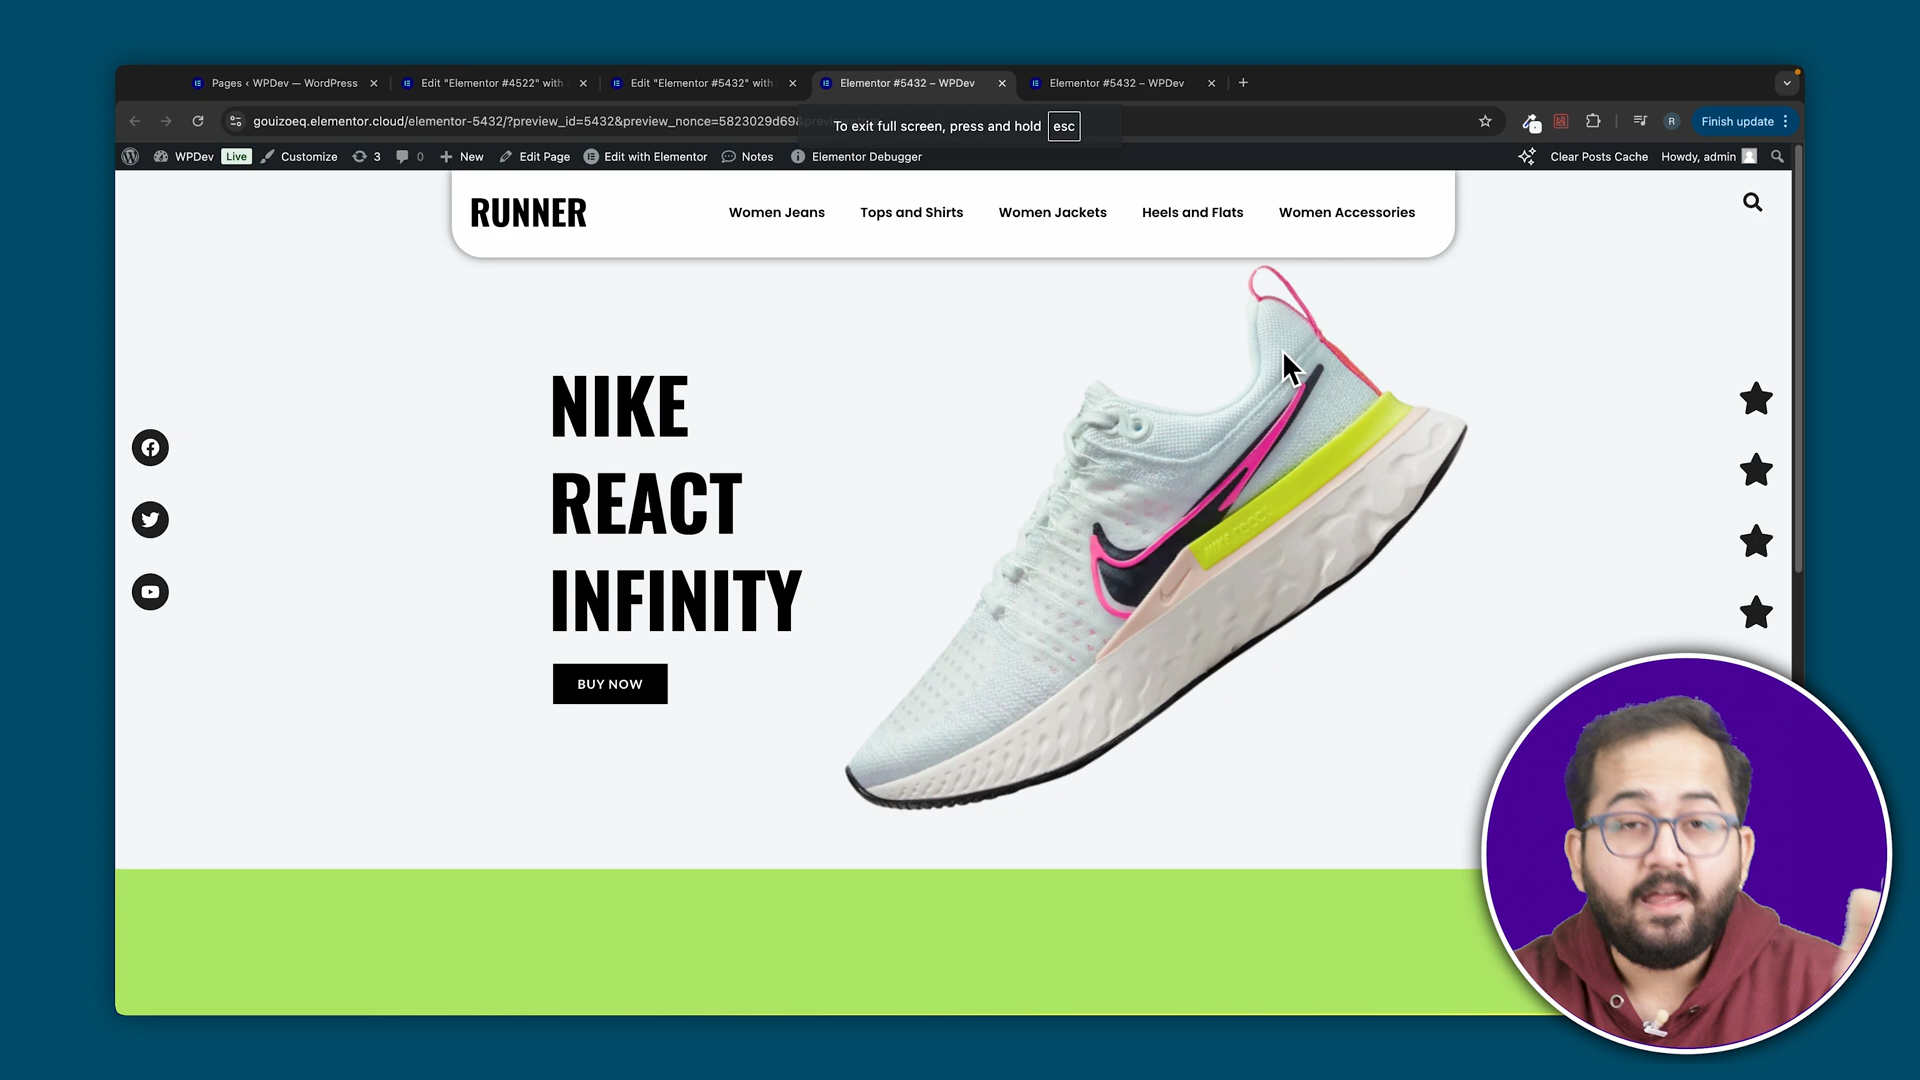 Pages ‹ WPDev — WordPress
Edit "Elementor #4522" with
Edit "Elementor #5432" with
Elementor #5432 – WPDev
Elementor #5432 – WPDev
gouizoeq.elementor.cloud/elementor-5432/?preview_id=5432&preview_nonce=5823029d69
To exit full screen, press and hold esc
R
Finish update
WPDev
Live
Customize
3
0
New
Edit Page
Edit with Elementor
Notes
Elementor Debugger
Clear Posts Cache
Howdy, admin
RUNNER
Women Jeans
Tops and Shirts
Women Jackets
Heels and Flats
Women Accessories
NIKE
REACT
INFINITY
BUY NOW